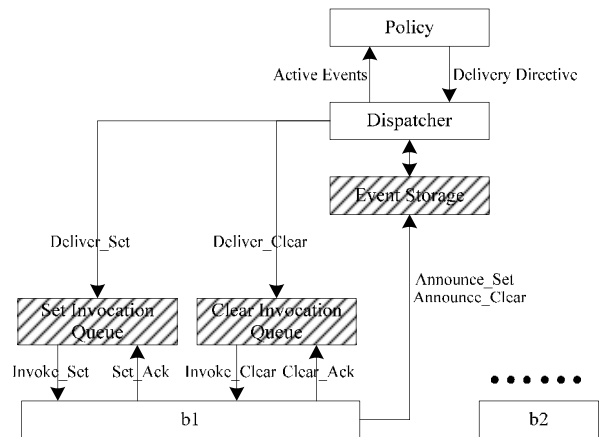 Policy
Active Events
Delivery Directive
Dispatcher
Event Storage
Deliver_Set
Deliver_Clear
Announce_Set
Announce_Clear
Set Invocation
Queue
Clear Invocation
Queue
Invoke_Set
Set_Ack
Invoke_Clear
Clear_Ack
b1
b2